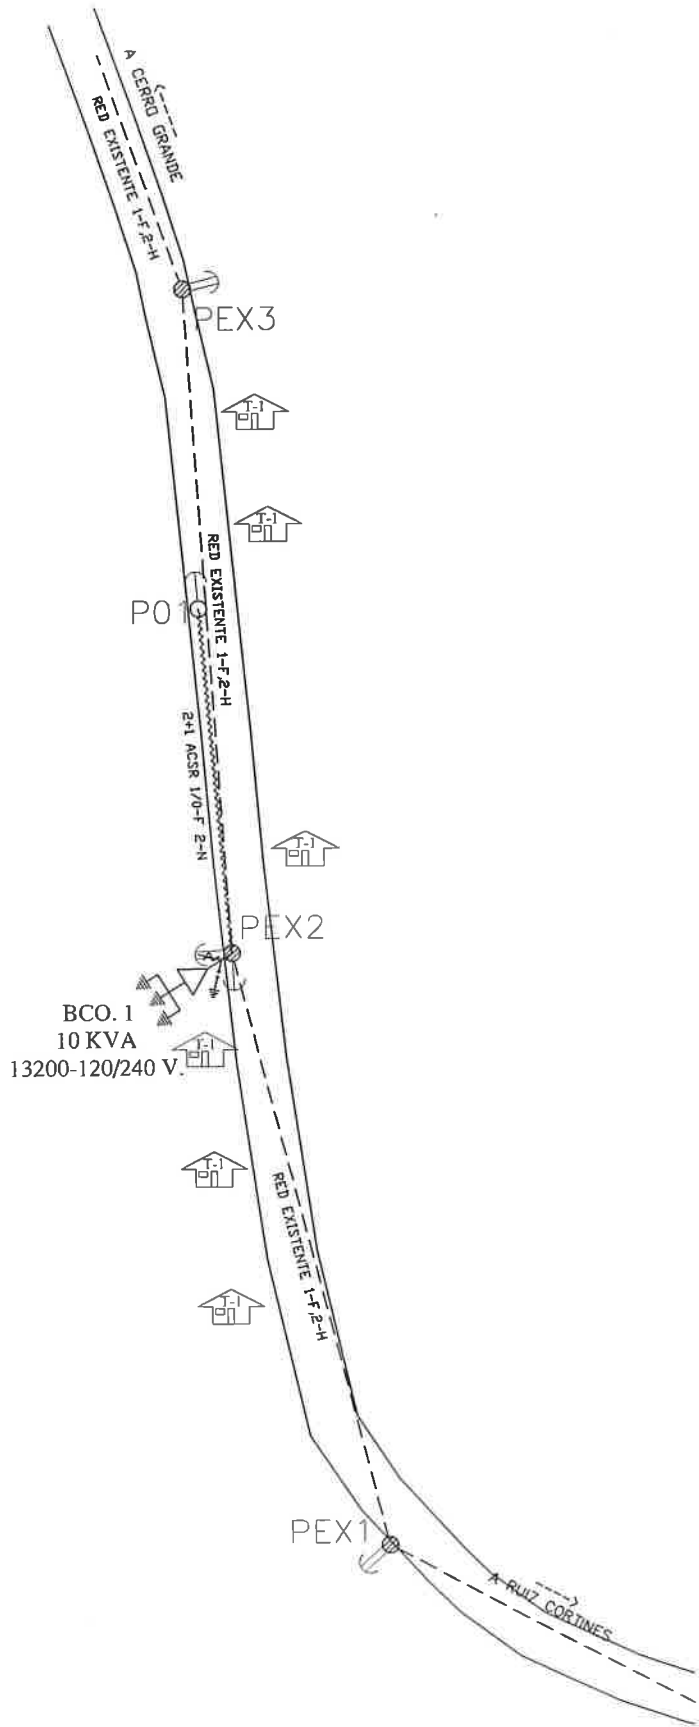 A CERRO GRANDE
RED EXISTENTE 1-F,2-H
PEX3
T-1
T-1
RED EXISTENTE 1-F,2-H
P01
2+1 ACSR 1/0-F 2-N
T-1
PEX2
A
BCO. 1
10 KVA
13200-120/240 V.
T-1
T-1
RED EXISTENTE 1-F,2-H
T-1
PEX1
A RUIZ CORTINES